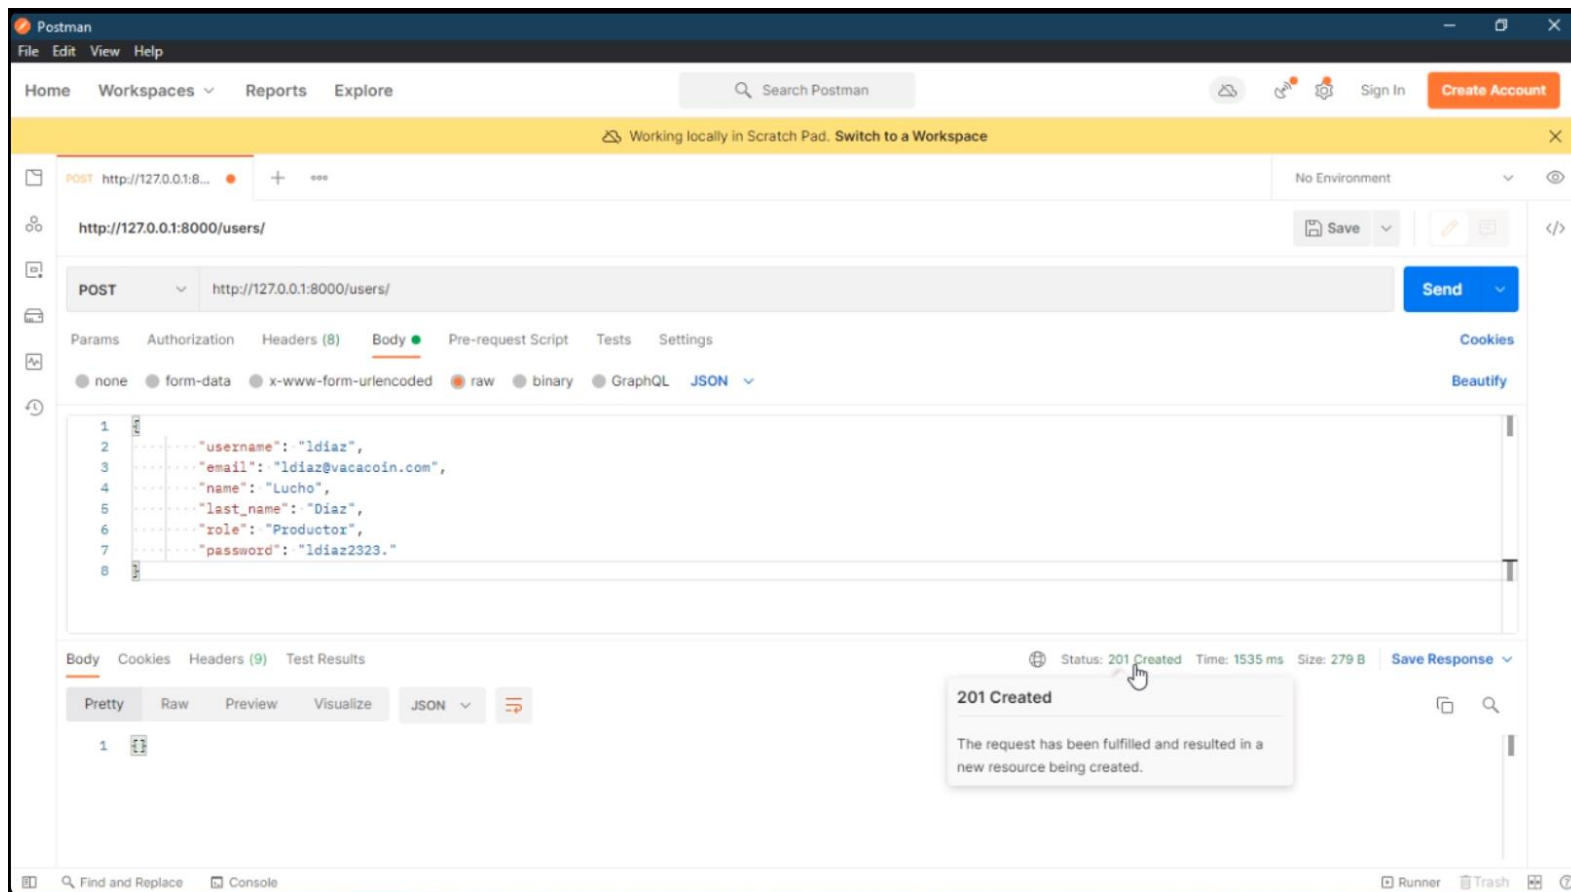 Postman
File Edit View Help
Home Workspaces Reports Explore Search Postman Sign In Create Account
Working locally in Scratch Pad. Switch to a Workspace
POST http://127.0.0.1:8... No Environment
http://127.0.0.1:8000/users/ Save
POST http://127.0.0.1:8000/users/ Send
Params Authorization Headers (8) Body Pre-request Script Tests Settings Cookies
none form-data x-www-form-urlencoded raw binary GraphQL JSON Beautify
1 {
2 "username": "ldiaz",
3 "email": "ldiaz@vacacoin.com",
4 "name": "Lucho",
5 "last_name": "Díaz",
6 "role": "Productor",
7 "password": "ldiaz2323."
8 }
Body Cookies Headers (9) Test Results Status: 201 Created Time: 1535 ms Size: 279 B Save Response
Pretty Raw Preview Visualize JSON
201 Created
The request has been fulfilled and resulted in a
new resource being created.
1 {}
Find and Replace Console Runner Trash